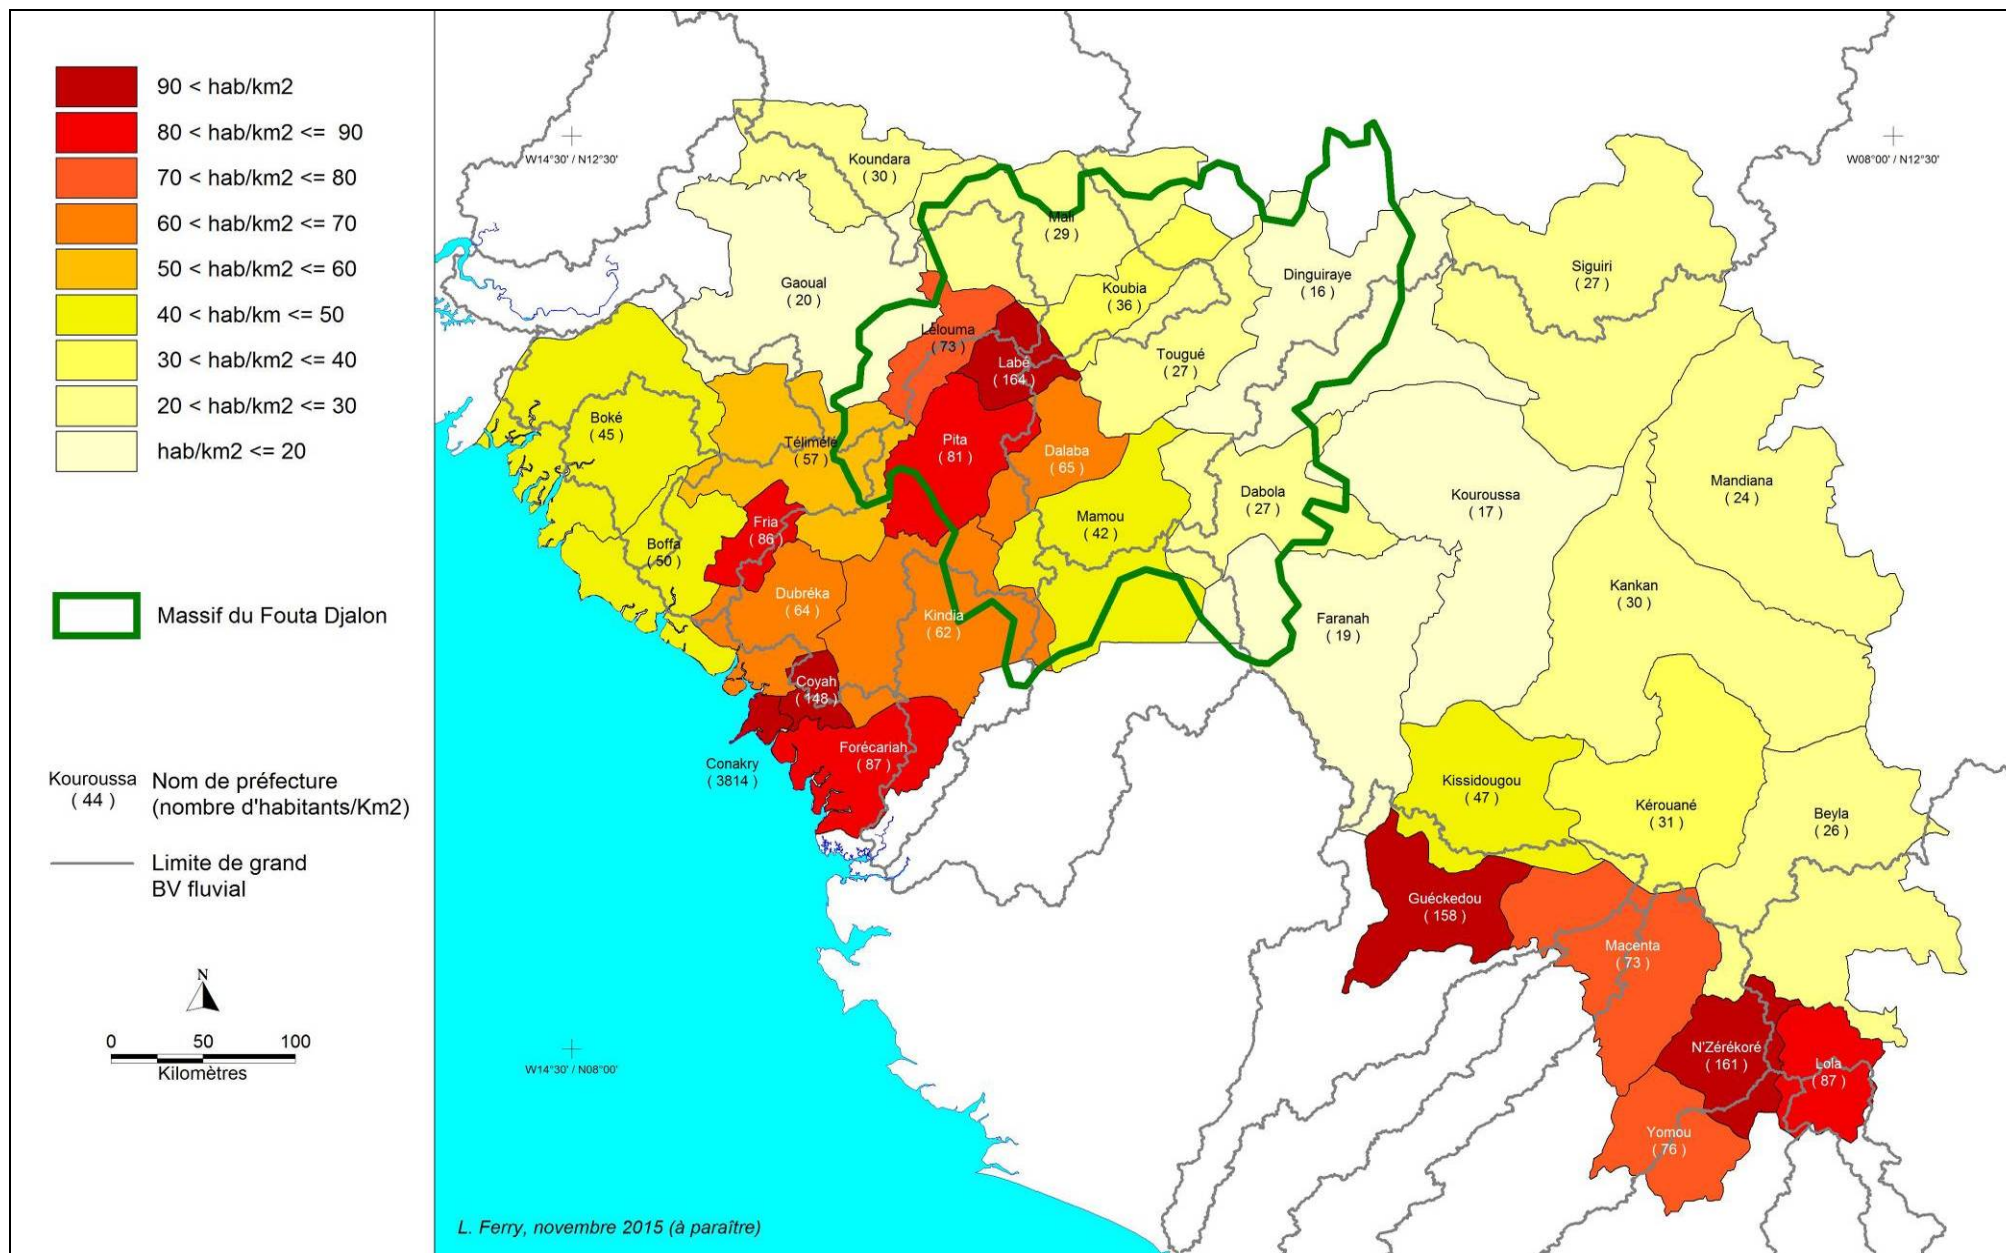 90 < hab/km2
80 < hab/km2 <= 90
70 < hab/km2 <= 80
60 < hab/km2 <= 70
50 < hab/km2 <= 60
40 < hab/km <= 50
30 < hab/km2 <= 40
20 < hab/km2 <= 30
hab/km2 <= 20
Massif du Fouta Djalon
Kouroussa
( 44 )
Nom de préfecture
(nombre d'habitants/Km2)
Limite de grand
BV fluvial
N
0 50 100
Kilomètres
W14°30' / N12°30'
W08°00' / N12°30'
Koundara
( 30 )
Mali
( 29 )
Gaoual
( 20 )
Koubia
( 36 )
Dinguiraye
( 16 )
Siguiri
( 27 )
Lélouma
( 73 )
Labé
( 164 )
Tougué
( 27 )
Boké
( 45 )
Télimélé
( 57 )
Pita
( 81 )
Dalaba
( 65 )
Dabola
( 27 )
Kouroussa
( 17 )
Mandiana
( 24 )
Fria
( 86 )
Boffa
( 50 )
Mamou
( 42 )
Dubréka
( 64 )
Kindia
( 62 )
Faranah
( 19 )
Kankan
( 30 )
Coyah
( 148 )
Conakry
( 3814 )
Forécariah
( 87 )
Kissidougou
( 47 )
Kérouané
( 31 )
Beyla
( 26 )
Guéckedou
( 158 )
Macenta
( 73 )
N'Zérékoré
( 161 )
Lola
( 87 )
Yomou
( 76 )
W14°30' / N08°00'
L. Ferry, novembre 2015 (à paraître)